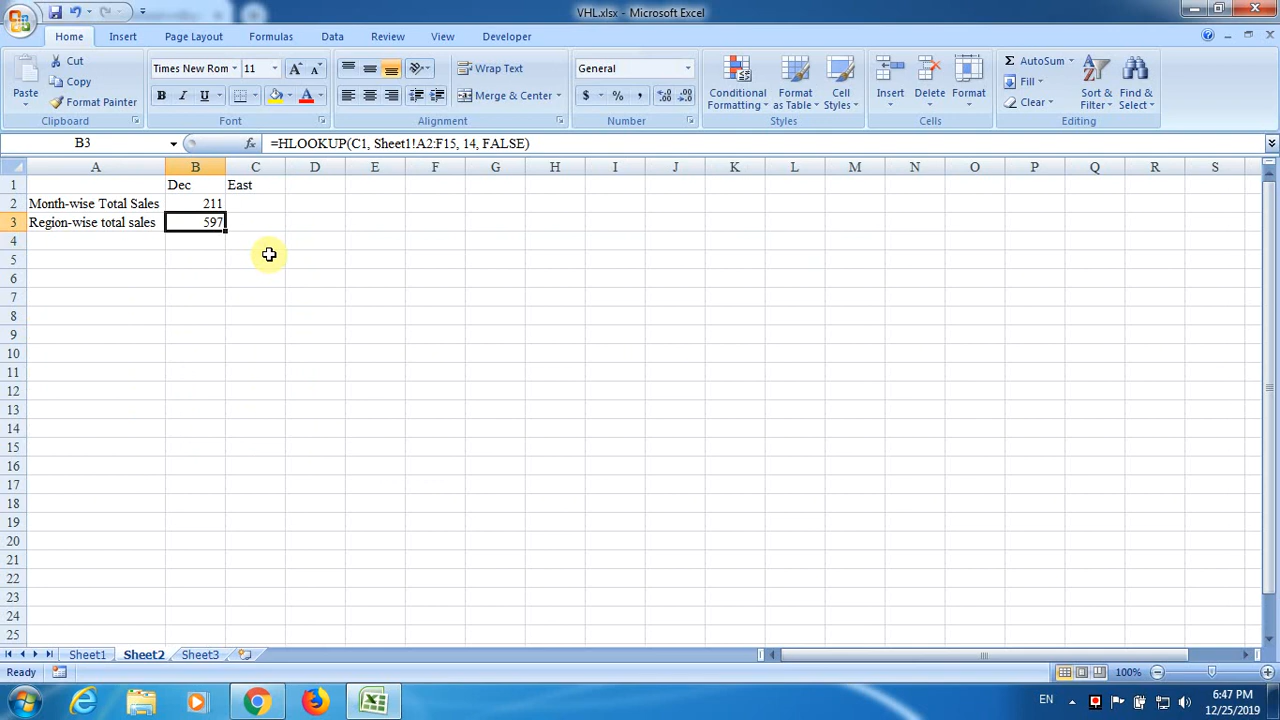 VHL.xlsx - Microsoft Excel
Home Insert Page Layout Formulas Data Review View Developer
Paste
Cut
Copy
Format Painter
Clipboard
Times New Rom 11
B I U
Font
Wrap Text
Merge & Center
Alignment
General
$ % ,
Number
Conditional Formatting
Format as Table
Cell Styles
Styles
Insert Delete Format
Cells
AutoSum
Fill
Clear
Sort & Filter
Find & Select
Editing
B3 fx =HLOOKUP(C1, Sheet1!A2:F15, 14, FALSE)
A B C D E F G H I J K L M N O P Q R S
1 Dec East
2 Month-wise Total Sales 211
3 Region-wise total sales 597
4
5
6
7
8
9
10
11
12
13
14
15
16
17
18
19
20
21
22
23
24
25
Sheet1 Sheet2 Sheet3
Ready 100%
EN 6:47 PM
12/25/2019